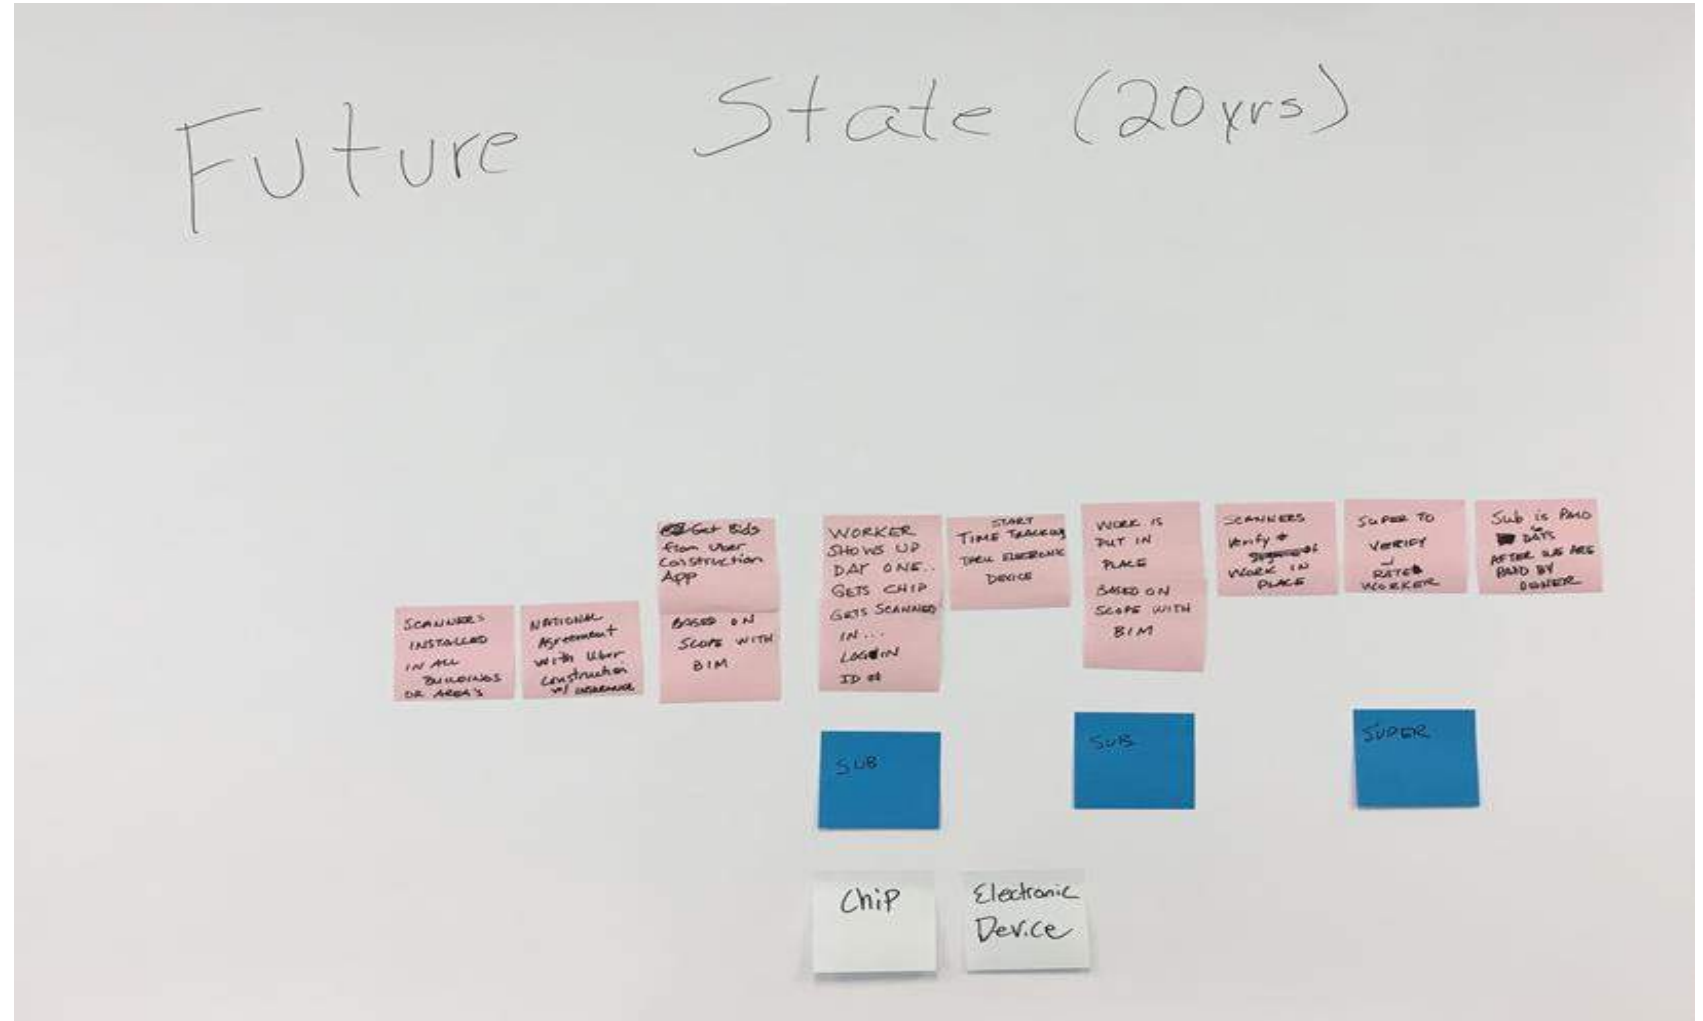 Future State (20yrs)
SCANNERS
INSTALLED
IN ALL
BUILDINGS
OR AREA'S
NATIONAL
Agreement
with Uber
Construction
w/ INSURANCE
Get Bids
from Uber
Construction
App
BASED ON
SCOPE WITH
BIM
WORKER
SHOWS UP
DAY ONE..
GETS CHIP
GETS SCANNED
IN...
LOGIN
ID #
START
TIME TRACKING
THRU ELECTRONIC
DEVICE
WORK IS
PUT IN
PLACE
BASED ON
SCOPE WITH
BIM
SCANNERS
Verify
WORK IN
PLACE
SUPER TO
VERIFY
RATE
WORKER
Sub is PAID
DAYS
AFTER WE ARE
PAID BY
OWNER
SUB
SUB
SUPER
Chip
Electronic
Device